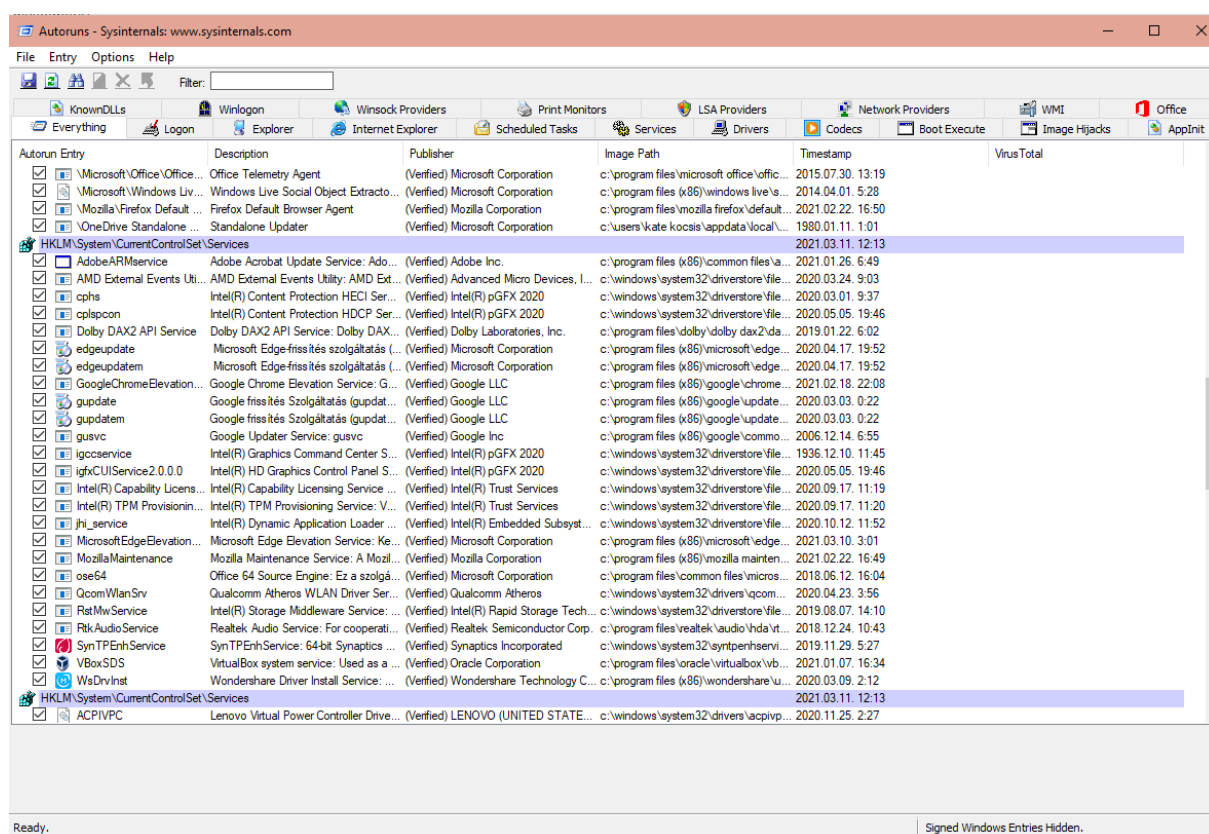 Autoruns - Sysinternals: www.sysinternals.com
File Entry Options Help
Filter:
KnownDLLs Winlogon Winsock Providers Print Monitors LSA Providers Network Providers WMI Office
Everything Logon Explorer Internet Explorer Scheduled Tasks Services Drivers Codecs Boot Execute Image Hijacks AppInit
Autorun Entry Description Publisher Image Path Timestamp VirusTotal
\Microsoft\Office\Office... Office Telemetry Agent (Verified) Microsoft Corporation c:\program files\microsoft office\offic... 2015.07.30. 13:19
\Microsoft\Windows Liv... Windows Live Social Object Extracto... (Verified) Microsoft Corporation c:\program files (x86)\windows live\s... 2014.04.01. 5:28
\Mozilla\Firefox Default ... Firefox Default Browser Agent (Verified) Mozilla Corporation c:\program files\mozilla firefox\default... 2021.02.22. 16:50
\OneDrive Standalone ... Standalone Updater (Verified) Microsoft Corporation c:\users\kate kocsis\appdata\local\... 1980.01.11. 1:01
HKLM\System\CurrentControlSet\Services 2021.03.11. 12:13
AdobeARMservice Adobe Acrobat Update Service: Ado... (Verified) Adobe Inc. c:\program files (x86)\common files\a... 2021.01.26. 6:49
AMD External Events Uti... AMD External Events Utility: AMD Ext... (Verified) Advanced Micro Devices, I... c:\windows\system32\driverstore\file... 2020.03.24. 9:03
cphs Intel(R) Content Protection HECI Ser... (Verified) Intel(R) pGFX 2020 c:\windows\system32\driverstore\file... 2020.03.01. 9:37
cplspcon Intel(R) Content Protection HDCP Ser... (Verified) Intel(R) pGFX 2020 c:\windows\system32\driverstore\file... 2020.05.05. 19:46
Dolby DAX2 API Service Dolby DAX2 API Service: Dolby DAX... (Verified) Dolby Laboratories, Inc. c:\program files\dolby\dolby dax2\da... 2019.01.22. 6:02
edgeupdate Microsoft Edge-frissítés szolgáltatás (... (Verified) Microsoft Corporation c:\program files (x86)\microsoft\edge... 2020.04.17. 19:52
edgeupdatem Microsoft Edge-frissítés szolgáltatás (... (Verified) Microsoft Corporation c:\program files (x86)\microsoft\edge... 2020.04.17. 19:52
GoogleChromeElevation... Google Chrome Elevation Service: G... (Verified) Google LLC c:\program files (x86)\google\chrome... 2021.02.18. 22:08
gupdate Google frissítés Szolgáltatás (gupdat... (Verified) Google LLC c:\program files (x86)\google\update... 2020.03.03. 0:22
gupdatem Google frissítés Szolgáltatás (gupdat... (Verified) Google LLC c:\program files (x86)\google\update... 2020.03.03. 0:22
gusvc Google Updater Service: gusvc (Verified) Google Inc c:\program files (x86)\google\commo... 2006.12.14. 6:55
igccservice Intel(R) Graphics Command Center S... (Verified) Intel(R) pGFX 2020 c:\windows\system32\driverstore\file... 1936.12.10. 11:45
igfxCUIService2.0.0.0 Intel(R) HD Graphics Control Panel S... (Verified) Intel(R) pGFX 2020 c:\windows\system32\driverstore\file... 2020.05.05. 19:46
Intel(R) Capability Licens... Intel(R) Capability Licensing Service ... (Verified) Intel(R) Trust Services c:\windows\system32\driverstore\file... 2020.09.17. 11:19
Intel(R) TPM Provisionin... Intel(R) TPM Provisioning Service: V... (Verified) Intel(R) Trust Services c:\windows\system32\driverstore\file... 2020.09.17. 11:20
jhi_service Intel(R) Dynamic Application Loader ... (Verified) Intel(R) Embedded Subsyst... c:\windows\system32\driverstore\file... 2020.10.12. 11:52
MicrosoftEdgeElevation... Microsoft Edge Elevation Service: Ke... (Verified) Microsoft Corporation c:\program files (x86)\microsoft\edge... 2021.03.10. 3:01
MozillaMaintenance Mozilla Maintenance Service: A Mozil... (Verified) Mozilla Corporation c:\program files (x86)\mozilla mainten... 2021.02.22. 16:49
ose64 Office 64 Source Engine: Ez a szolgá... (Verified) Microsoft Corporation c:\program files\common files\micros... 2018.06.12. 16:04
QcomWlanSrv Qualcomm Atheros WLAN Driver Ser... (Verified) Qualcomm Atheros c:\windows\system32\drivers\qcom... 2020.04.23. 3:56
RstMwService Intel(R) Storage Middleware Service: ... (Verified) Intel(R) Rapid Storage Tech... c:\windows\system32\driverstore\file... 2019.08.07. 14:10
RtkAudioService Realtek Audio Service: For cooperati... (Verified) Realtek Semiconductor Corp. c:\program files\realtek\audio\hda\rt... 2018.12.24. 10:43
SynTPEnhService SynTPEnhService: 64-bit Synaptics ... (Verified) Synaptics Incorporated c:\windows\system32\syntpenhservi... 2019.11.29. 5:27
VBoxSDS VirtualBox system service: Used as a ... (Verified) Oracle Corporation c:\program files\oracle\virtualbox\vb... 2021.01.07. 16:34
WsDrvInst Wondershare Driver Install Service: ... (Verified) Wondershare Technology C... c:\program files (x86)\wondershare\u... 2020.03.09. 2:12
HKLM\System\CurrentControlSet\Services 2021.03.11. 12:13
ACPIVPC Lenovo Virtual Power Controller Drive... (Verified) LENOVO (UNITED STATE... c:\windows\system32\drivers\acpivp... 2020.11.25. 2:27
Ready. Signed Windows Entries Hidden.